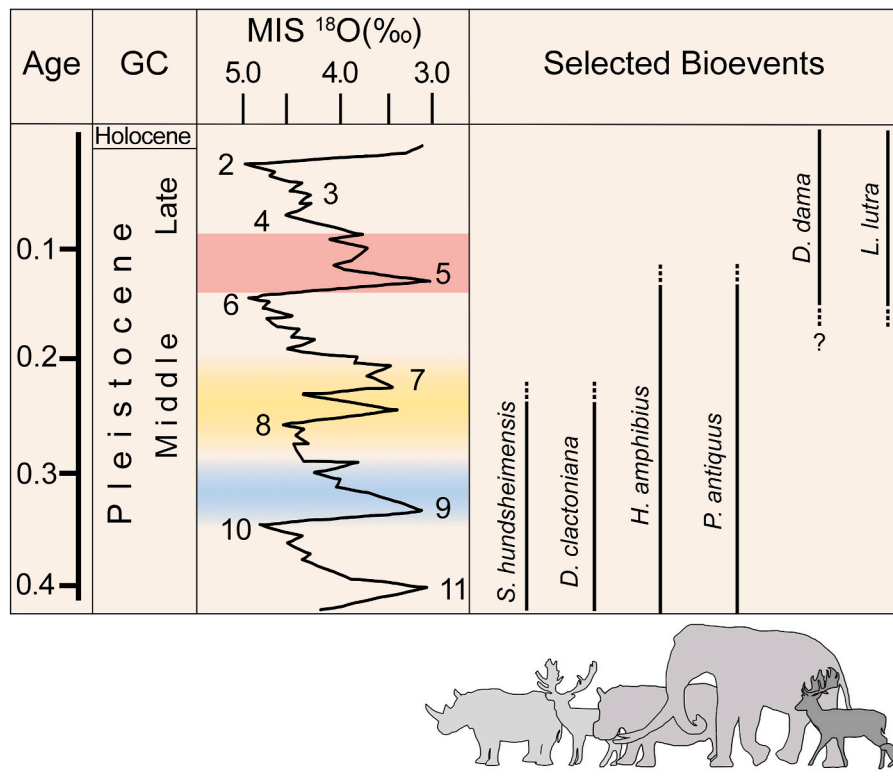 Age
GC
MIS ¹⁸O(‰)
5.0 4.0 3.0
Selected Bioevents
Holocene
Pleistocene
Late
Middle
0.1
0.2
0.3
0.4
2
3
4
5
6
7
8
9
10
11
S. hundsheimensis
D. clactoniana
H. amphibius
P. antiquus
D. dama
?
L. lutra